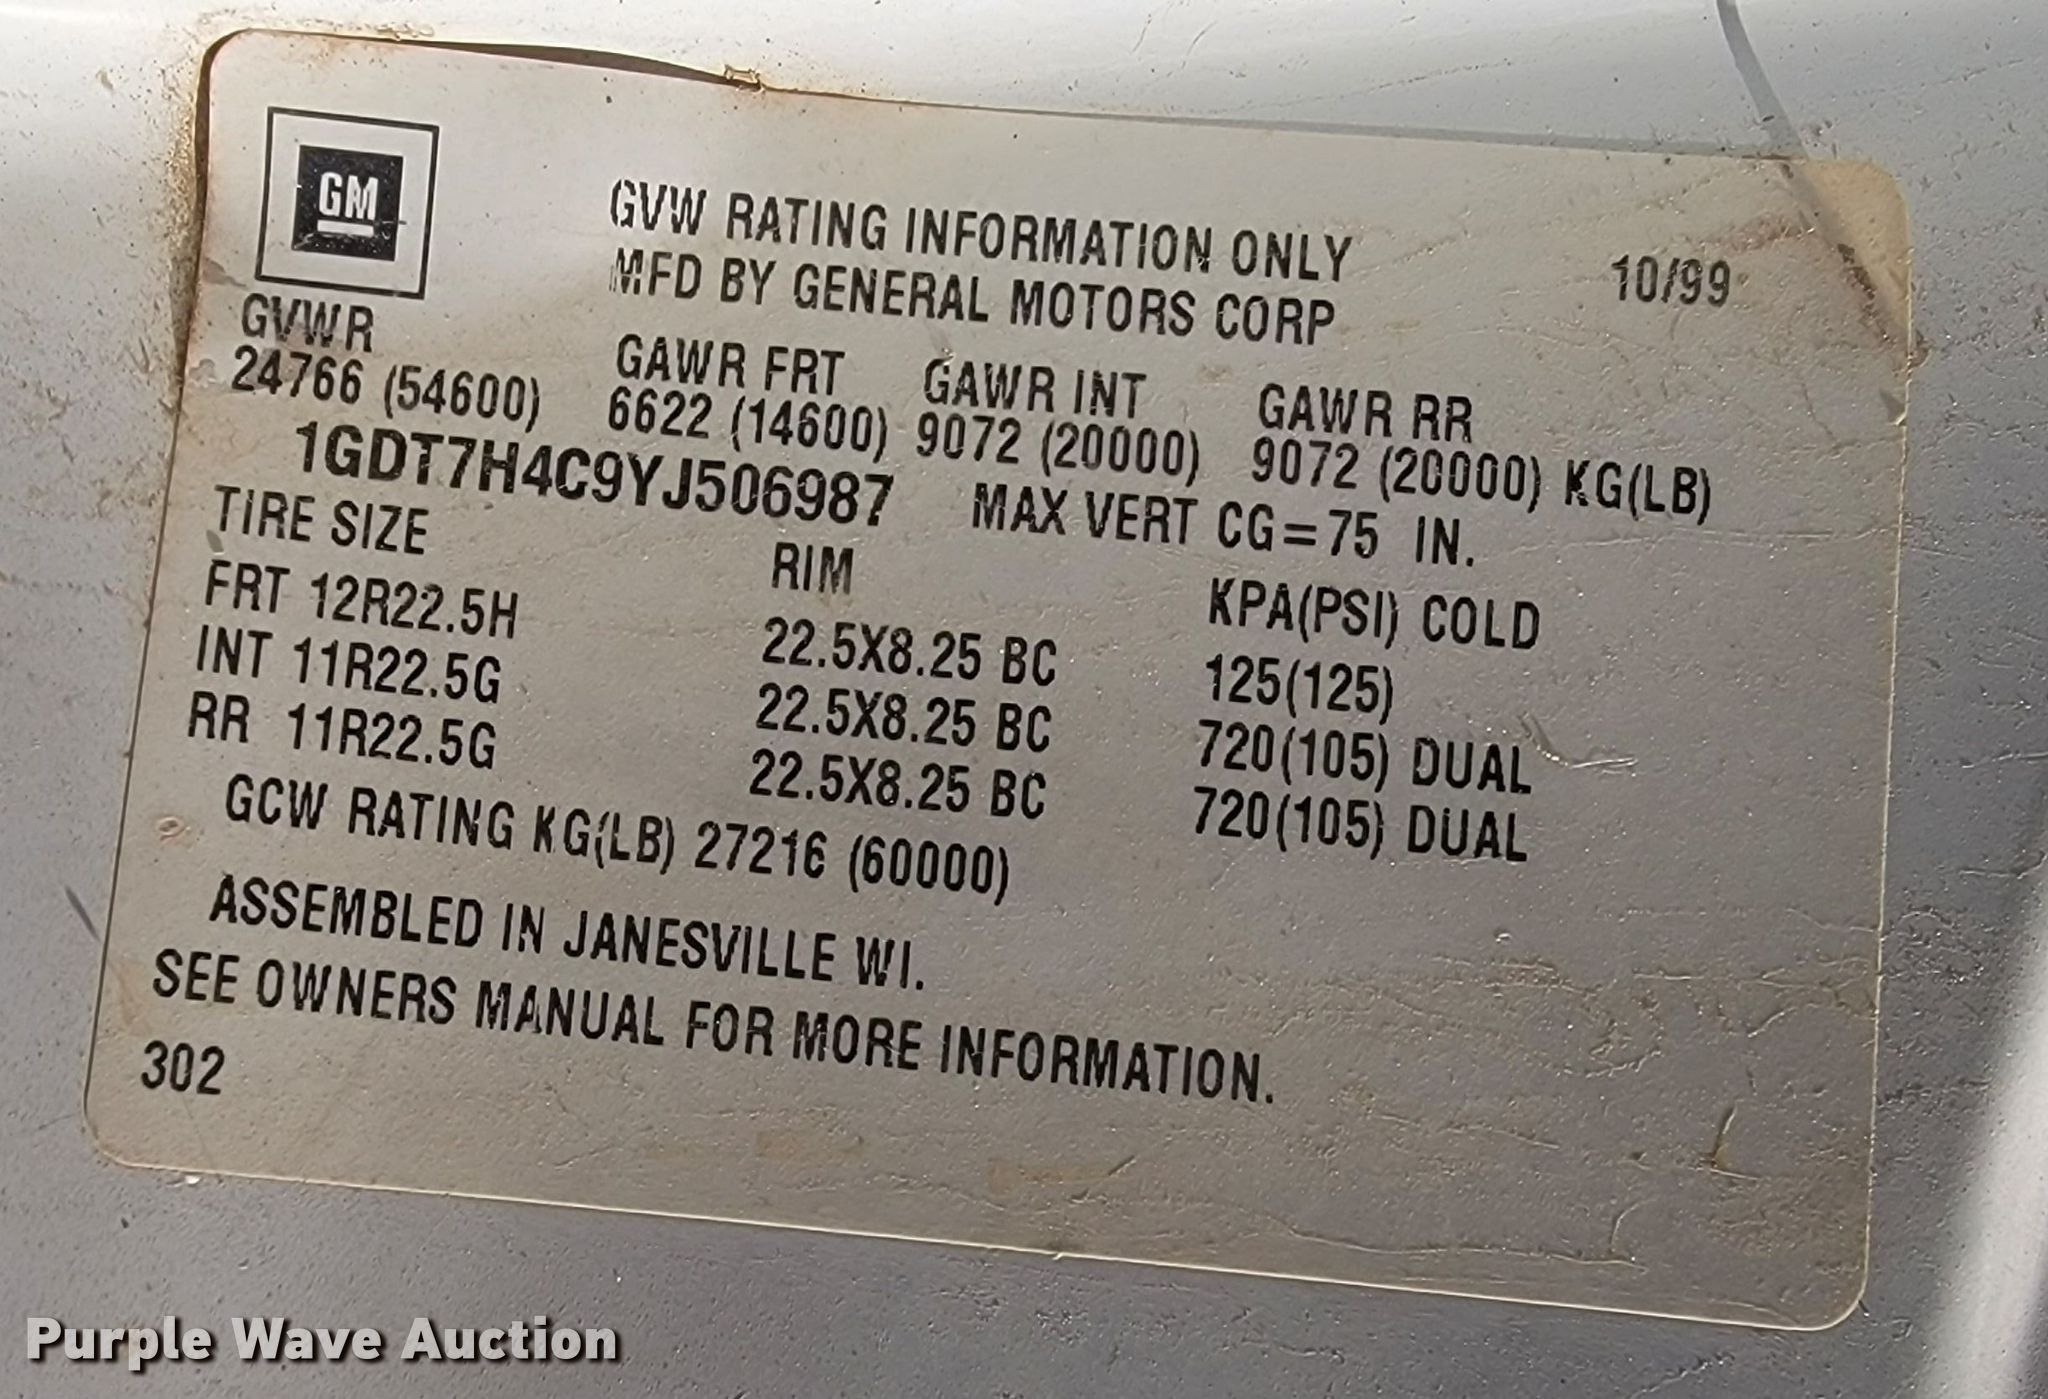 GM
GVW RATING INFORMATION ONLY
MFD BY GENERAL MOTORS CORP
10/99
GVWR GAWR FRT GAWR INT GAWR RR
24766 (54600) 6622 (14600) 9072 (20000) 9072 (20000) KG(LB)
1GDT7H4C9YJ506987 MAX VERT CG=75 IN.
TIRE SIZE RIM KPA(PSI) COLD
FRT 12R22.5H 22.5X8.25 BC 125(125)
INT 11R22.5G 22.5X8.25 BC 720(105) DUAL
RR 11R22.5G 22.5X8.25 BC 720(105) DUAL
GCW RATING KG(LB) 27216 (60000)
ASSEMBLED IN JANESVILLE WI.
SEE OWNERS MANUAL FOR MORE INFORMATION.
302
Purple Wave Auction